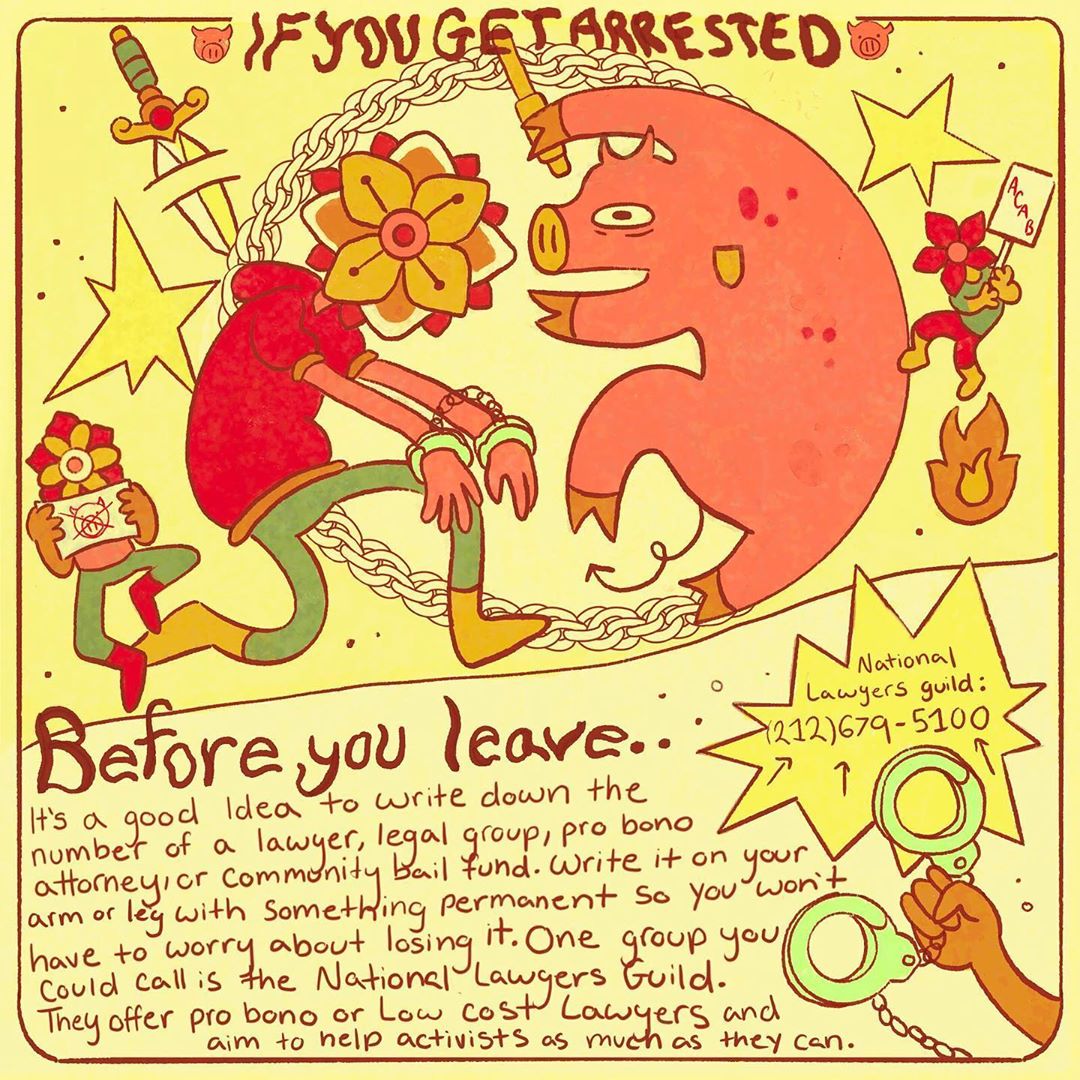 IF YOU GET ARRESTED
ACAB
National
Lawyers guild:
(212)679-5100
Before you leave..
It's a good Idea to write down the
number of a lawyer, legal group, pro bono
attorney, or community bail fund. Write it on your
arm or leg with something permanent so you won't
have to worry about losing it. One group you
Could Call is the National Lawyers Guild.
They offer pro bono or Low cost Lawyers and
aim to help activists as much as they can.